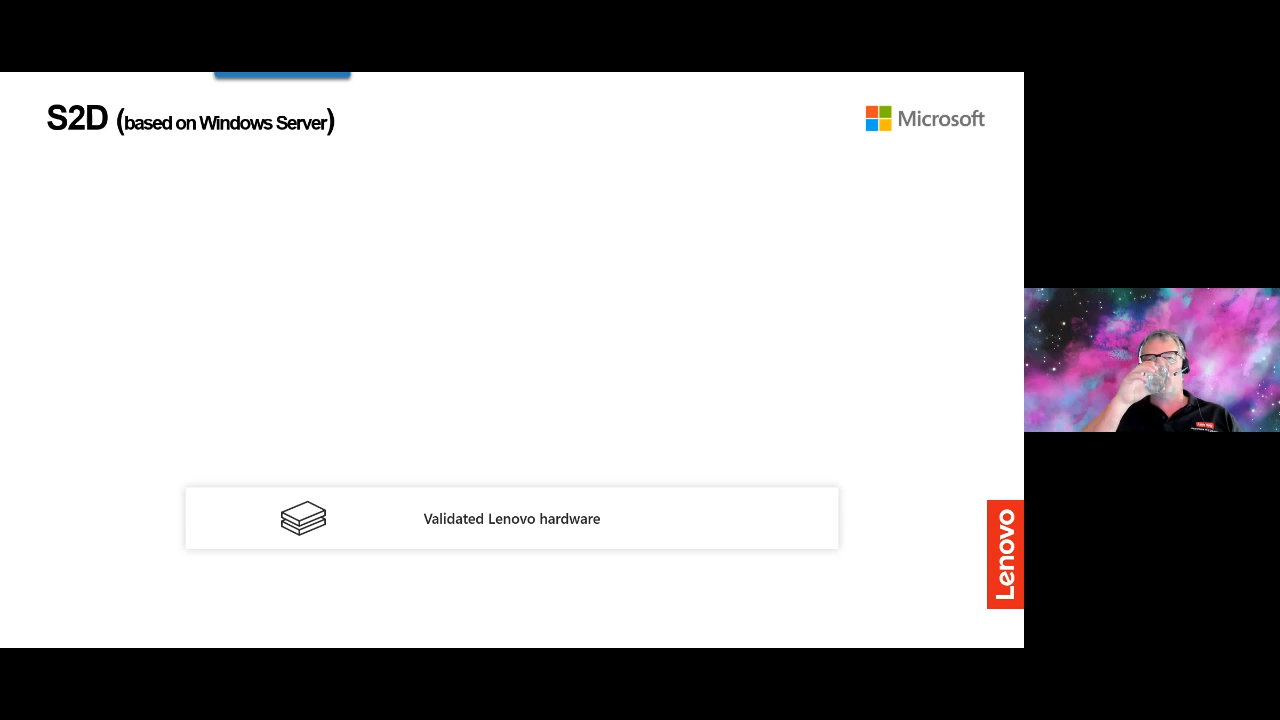 S2D (based on Windows Server)
Microsoft
Validated Lenovo hardware
Lenovo